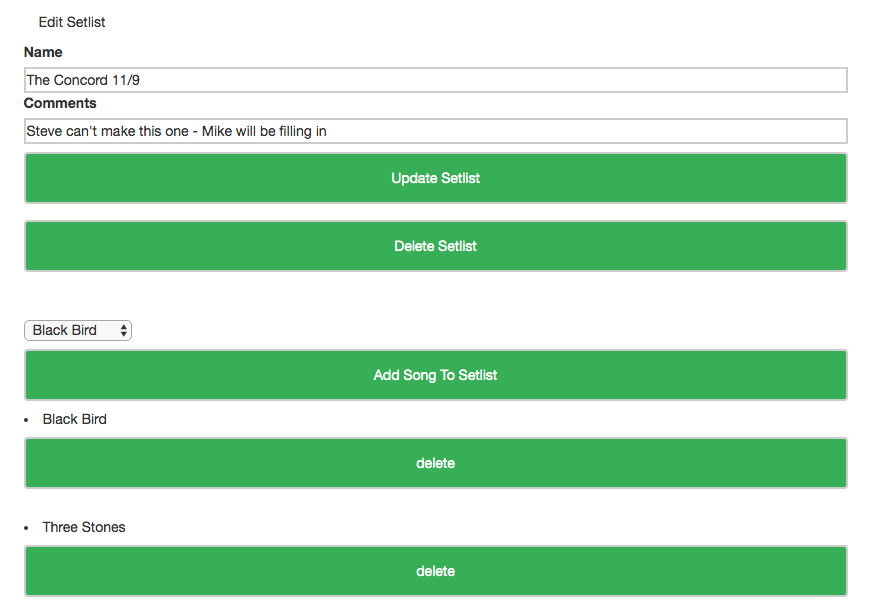 Edit Setlist
Name
The Concord 11/9
Comments
Steve can't make this one - Mike will be filling in
Update Setlist
Delete Setlist
Black Bird
Add Song To Setlist
Black Bird
delete
Three Stones
delete